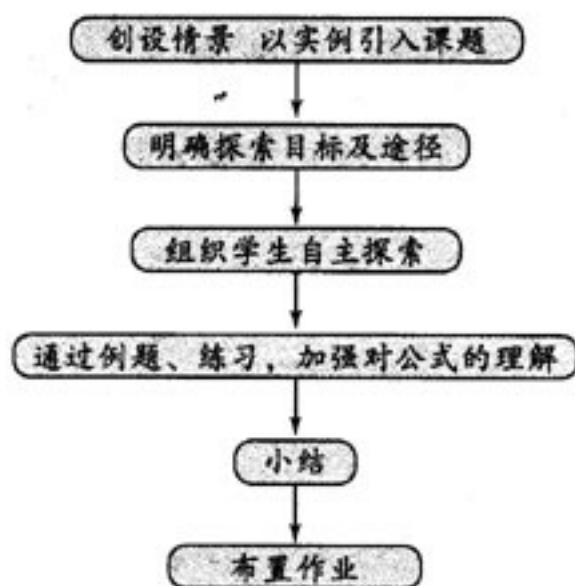 创设情景 以实例引入课题
明确探索目标及途径
组织学生自主探索
通过例题、练习，加强对公式的理解
小结
布置作业